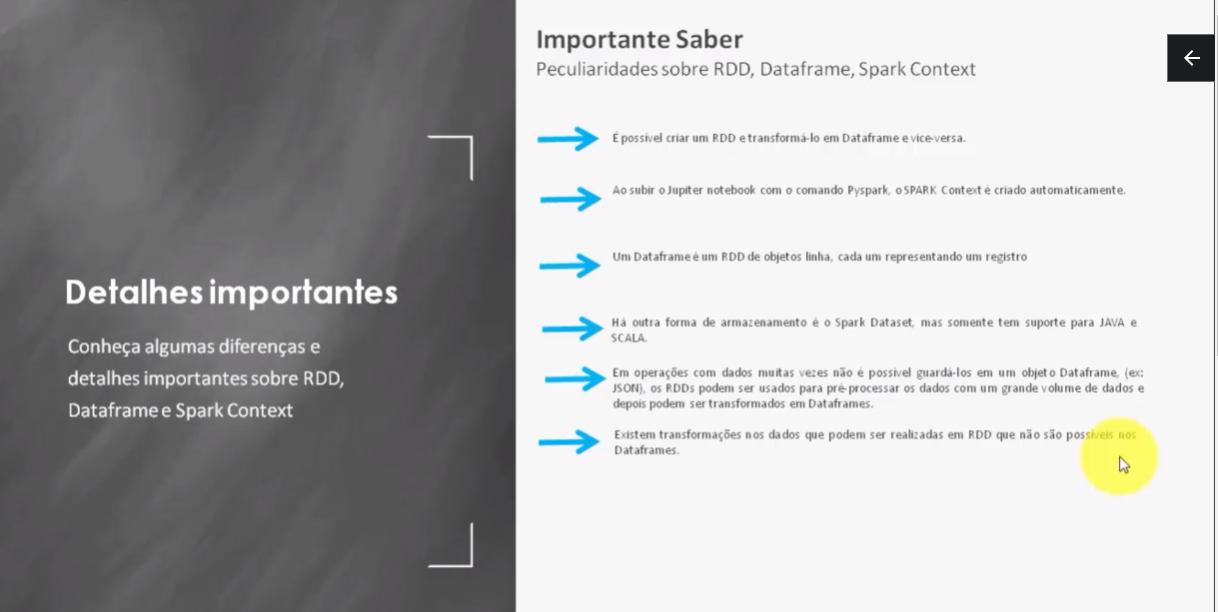 Detalhes importantes
Conheça algumas diferenças e
detalhes importantes sobre RDD,
Dataframe e Spark Context
Importante Saber
Peculiaridades sobre RDD, Dataframe, Spark Context
É possível criar um RDD e transformá-lo em Dataframe e vice-versa.
Ao subir o Jupiter notebook com o comando Pyspark, o SPARK Context é criado automaticamente.
Um Dataframe é um RDD de objetos linha, cada um representando um registro
Há outra forma de armazenamento é o Spark Dataset, mas somente tem suporte para JAVA e
SCALA.
Em operações com dados muitas vezes não é possível guardá-los em um objeto Dataframe, (ex:
JSON), os RDDs podem ser usados para pré-processar os dados com um grande volume de dados e
depois podem ser transformados em Dataframes.
Existem transformações nos dados que podem ser realizadas em RDD que não são possíveis nos
Dataframes.